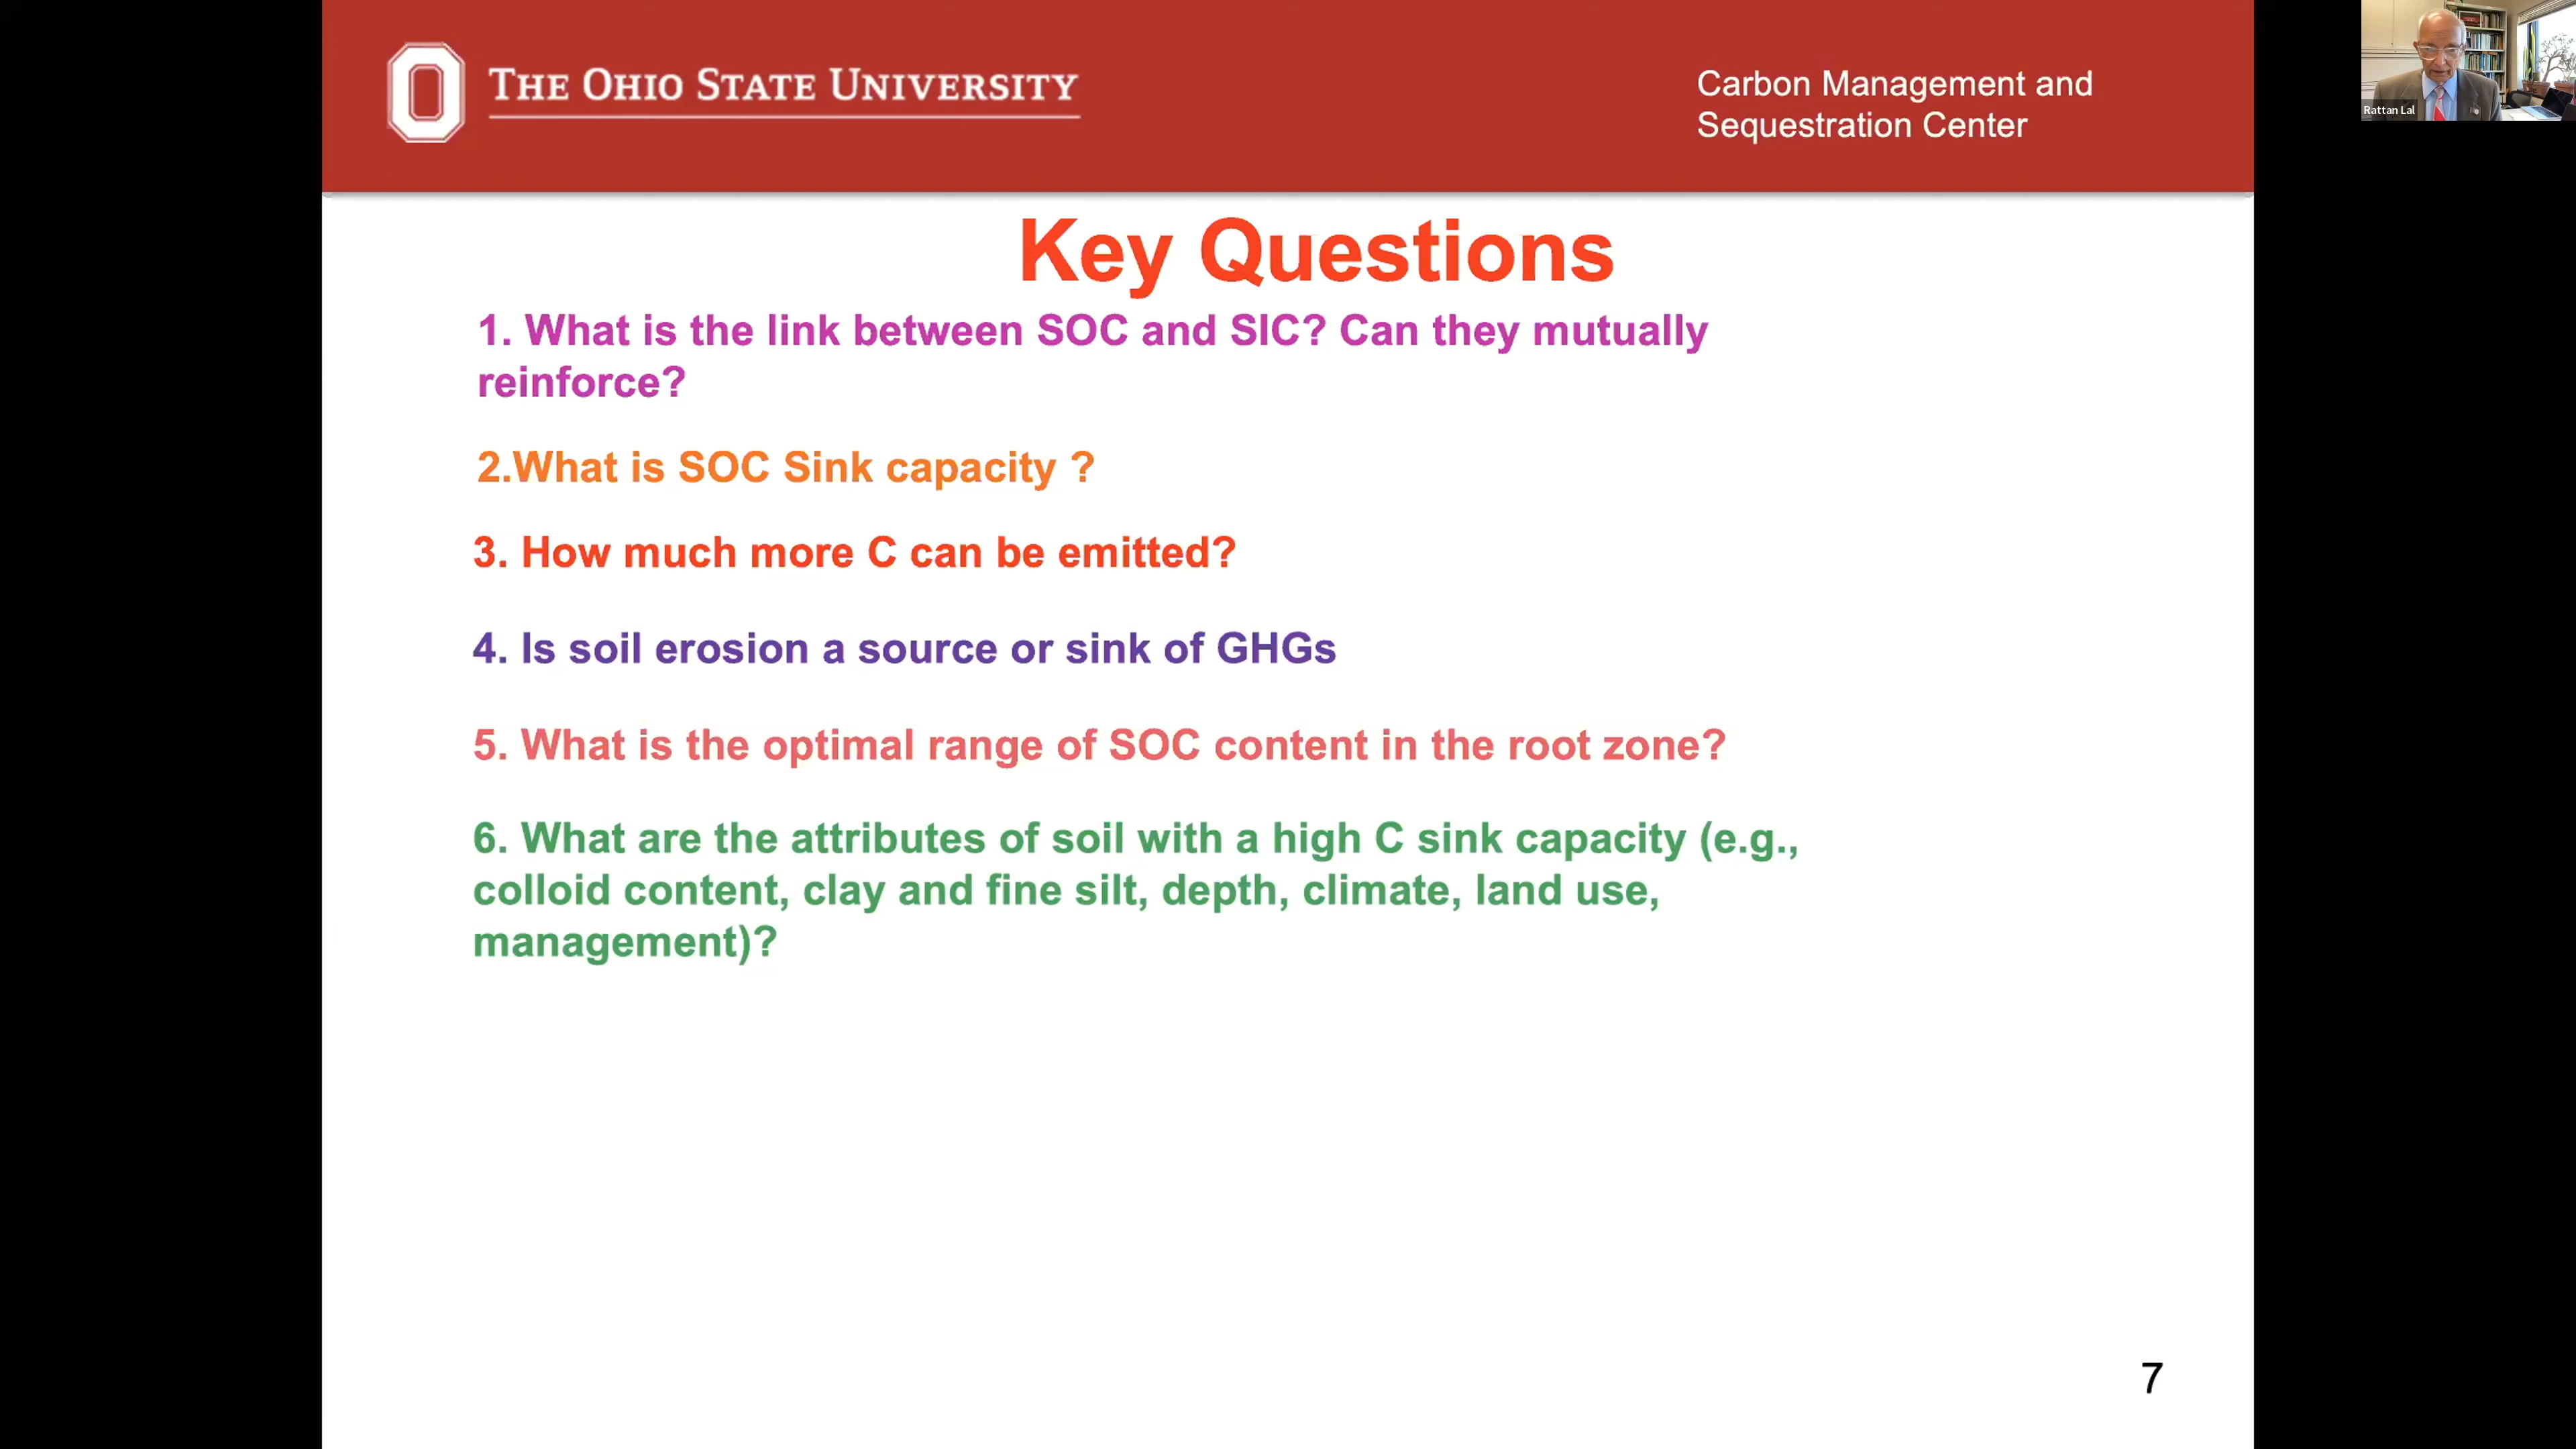 THE OHIO STATE UNIVERSITY
Carbon Management and
Sequestration Center
Rattan Lal
Key Questions
1. What is the link between SOC and SIC? Can they mutually
reinforce?
2.What is SOC Sink capacity ?
3. How much more C can be emitted?
4. Is soil erosion a source or sink of GHGs
5. What is the optimal range of SOC content in the root zone?
6. What are the attributes of soil with a high C sink capacity (e.g.,
colloid content, clay and fine silt, depth, climate, land use,
management)?
7